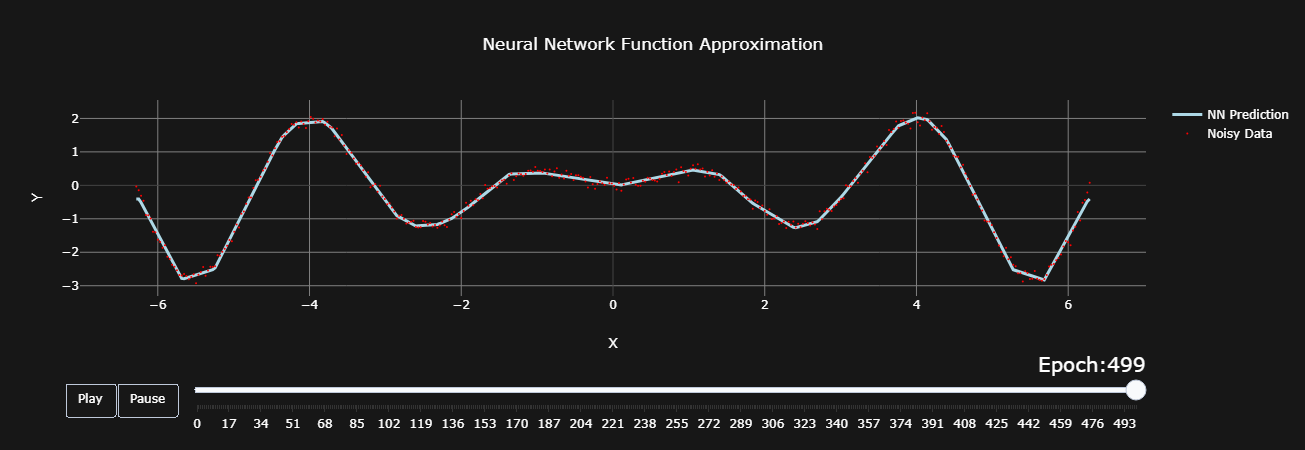 Neural Network Function Approximation
NN Prediction
Noisy Data
2
1
0
−1
−2
−3
Y
−6 −4 −2 0 2 4 6
X
Epoch:499
Play Pause
0 17 34 51 68 85 102 119 136 153 170 187 204 221 238 255 272 289 306 323 340 357 374 391 408 425 442 459 476 493